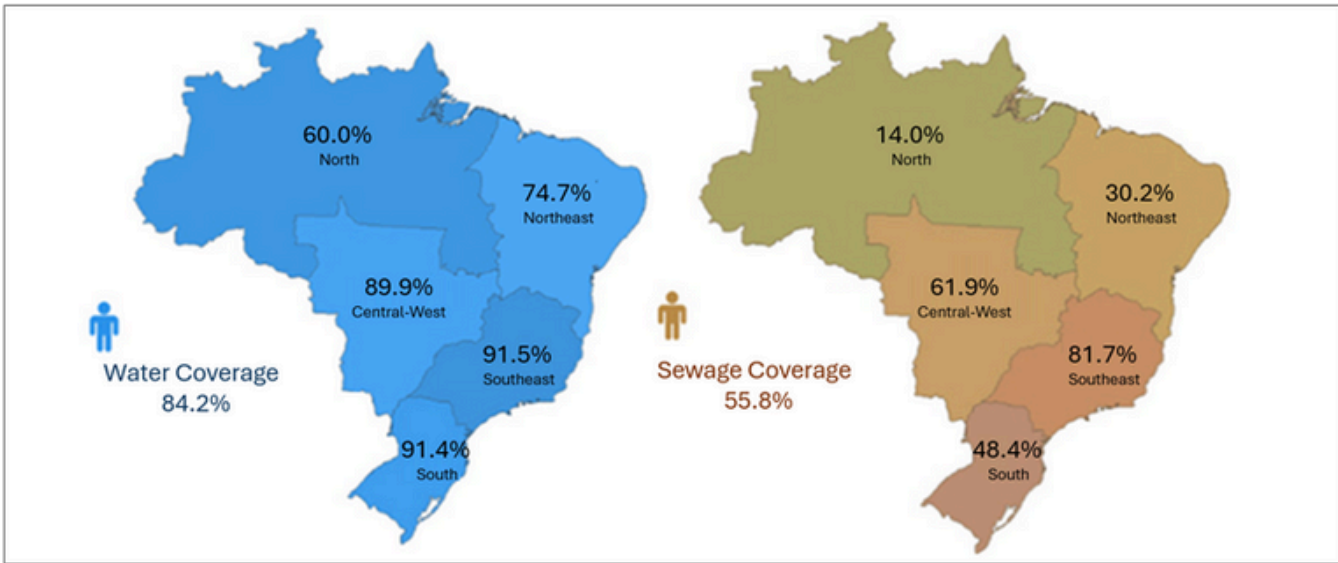 60.0%
North
74.7%
Northeast
89.9%
Central-West
91.5%
Southeast
91.4%
South
Water Coverage
84.2%
14.0%
North
30.2%
Northeast
61.9%
Central-West
81.7%
Southeast
48.4%
South
Sewage Coverage
55.8%